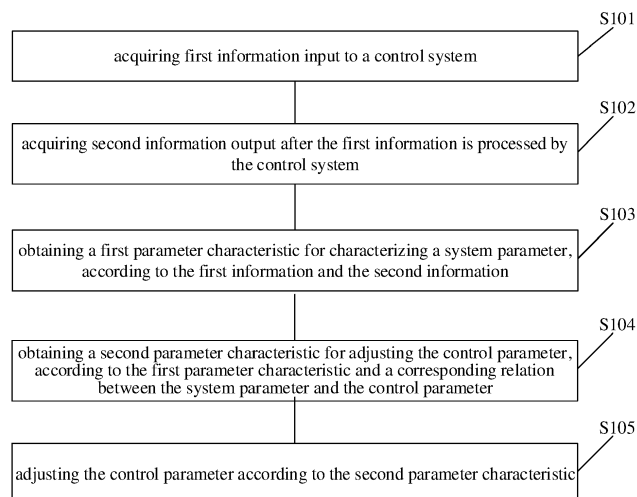 S101
acquiring first information input to a control system
S102
acquiring second information output after the first information is processed by
the control system
S103
obtaining a first parameter characteristic for characterizing a system parameter,
according to the first information and the second information
S104
obtaining a second parameter characteristic for adjusting the control parameter,
according to the first parameter characteristic and a corresponding relation
between the system parameter and the control parameter
S105
adjusting the control parameter according to the second parameter characteristic